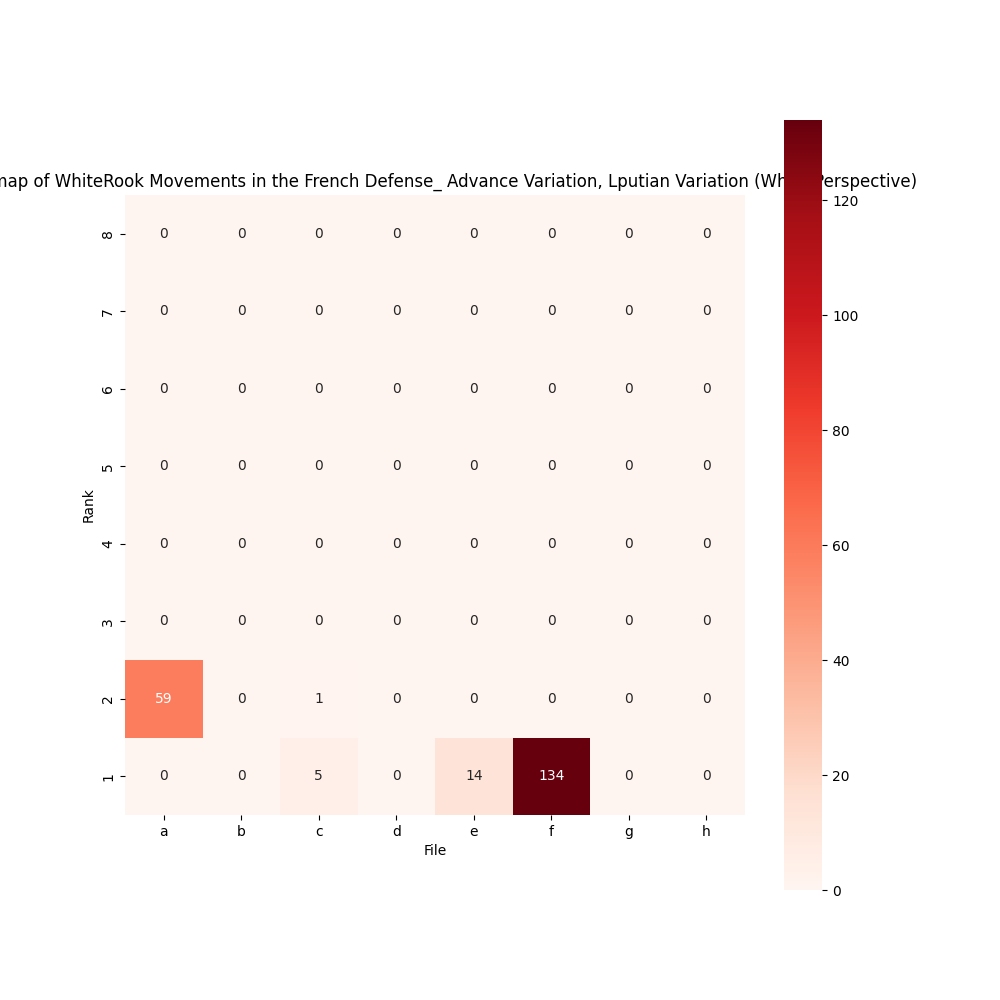 map of WhiteRook Movements in the French Defense_ Advance Variation, Lputian Variation (Perspective)
120
8 0 0 0 0 0 0 0 0
7 0 0 0 0 0 0 0 0
100
6 0 0 0 0 0 0 0 0
80
5 0 0 0 0 0 0 0 0
Rank
4 0 0 0 0 0 0 0 0
60
3 0 0 0 0 0 0 0 0
40
2 59 0 1 0 0 0 0 0
20
1 0 0 5 0 14 134 0 0
a b c d e f g h
File
0